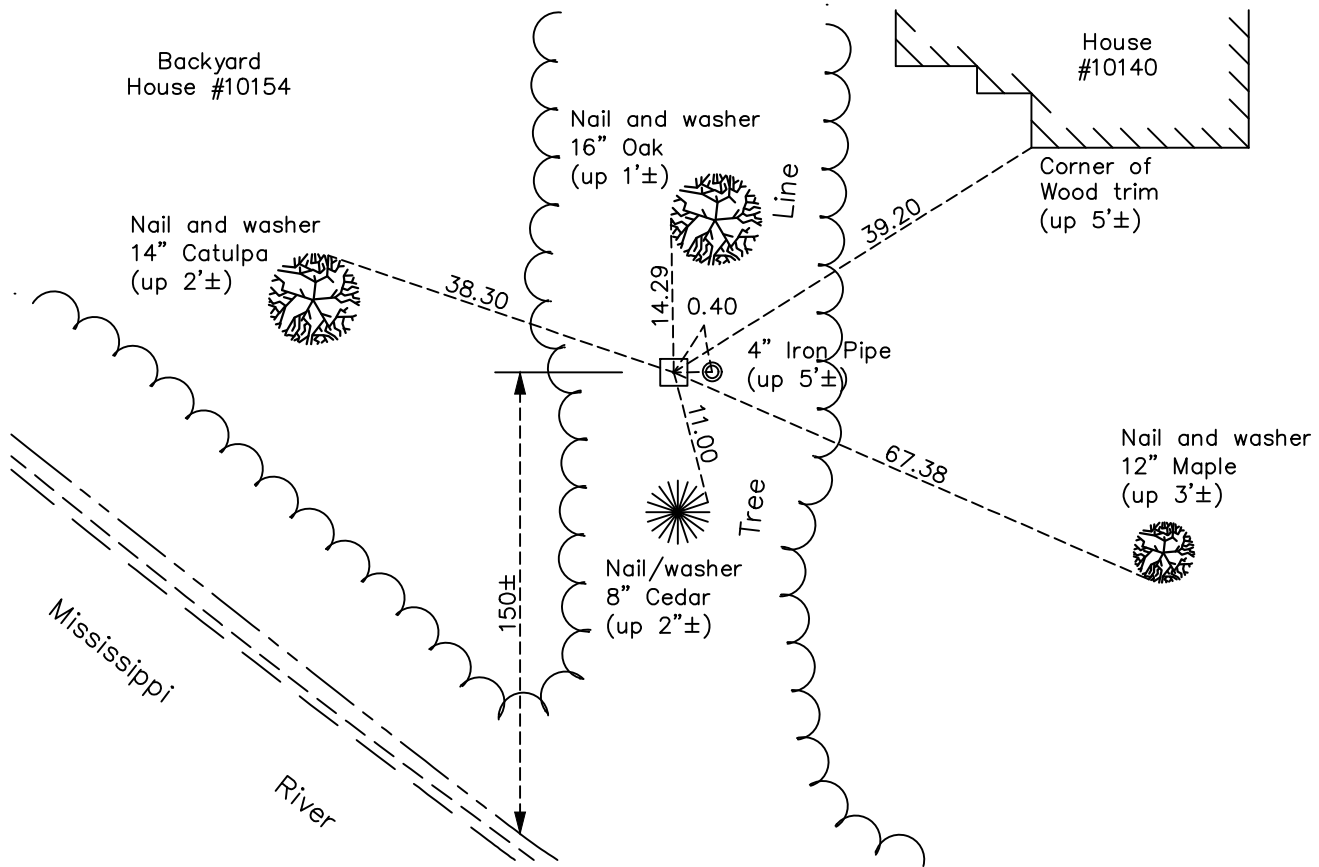 Backyard
House #10154
House
#10140
Nail and washer
16” Oak
(up 1’±)
Line
Corner of
Wood trim
(up 5’±)
39.20
Nail and washer
14” Catulpa
(up 2’±)
38.30
14.29
0.40
4” Iron Pipe
(up 5’±)
11.00
67.38
Nail and washer
12” Maple
(up 3’±)
Tree
Nail/washer
8” Cedar
(up 2”±)
150±
Mississippi
River